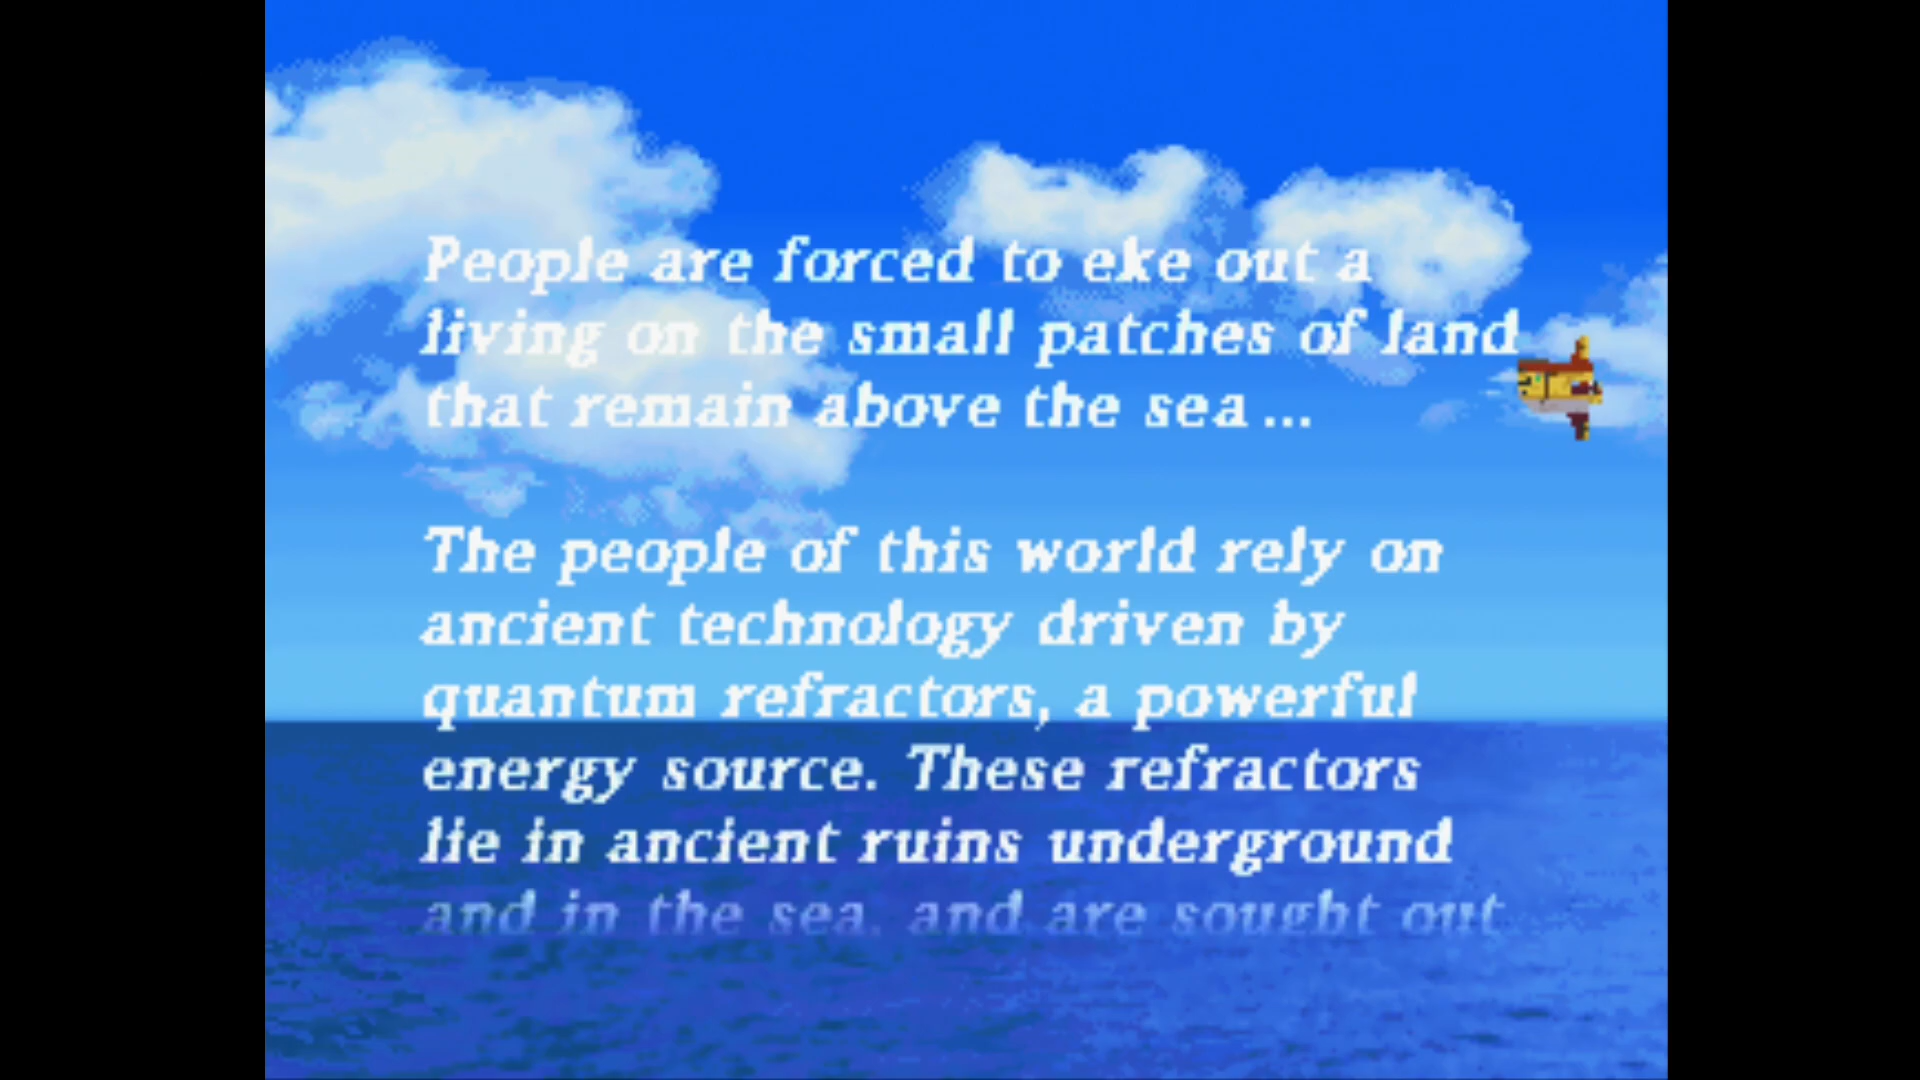 People are forced to eke out a
living on the small patches of land
that remain above the sea...
The people of this world rely on
ancient technology driven by
quantum refractors, a powerful
energy source. These refractors
lie in ancient ruins underground
and in the sea, and are sought out